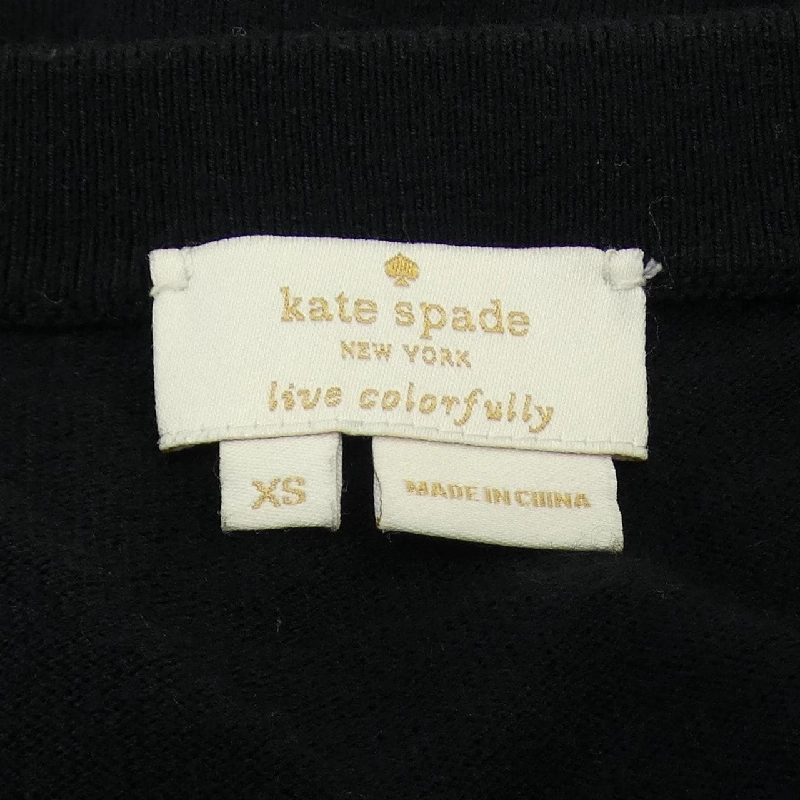 kate spade
NEW YORK
live colorfully
XS
MADE IN CHINA